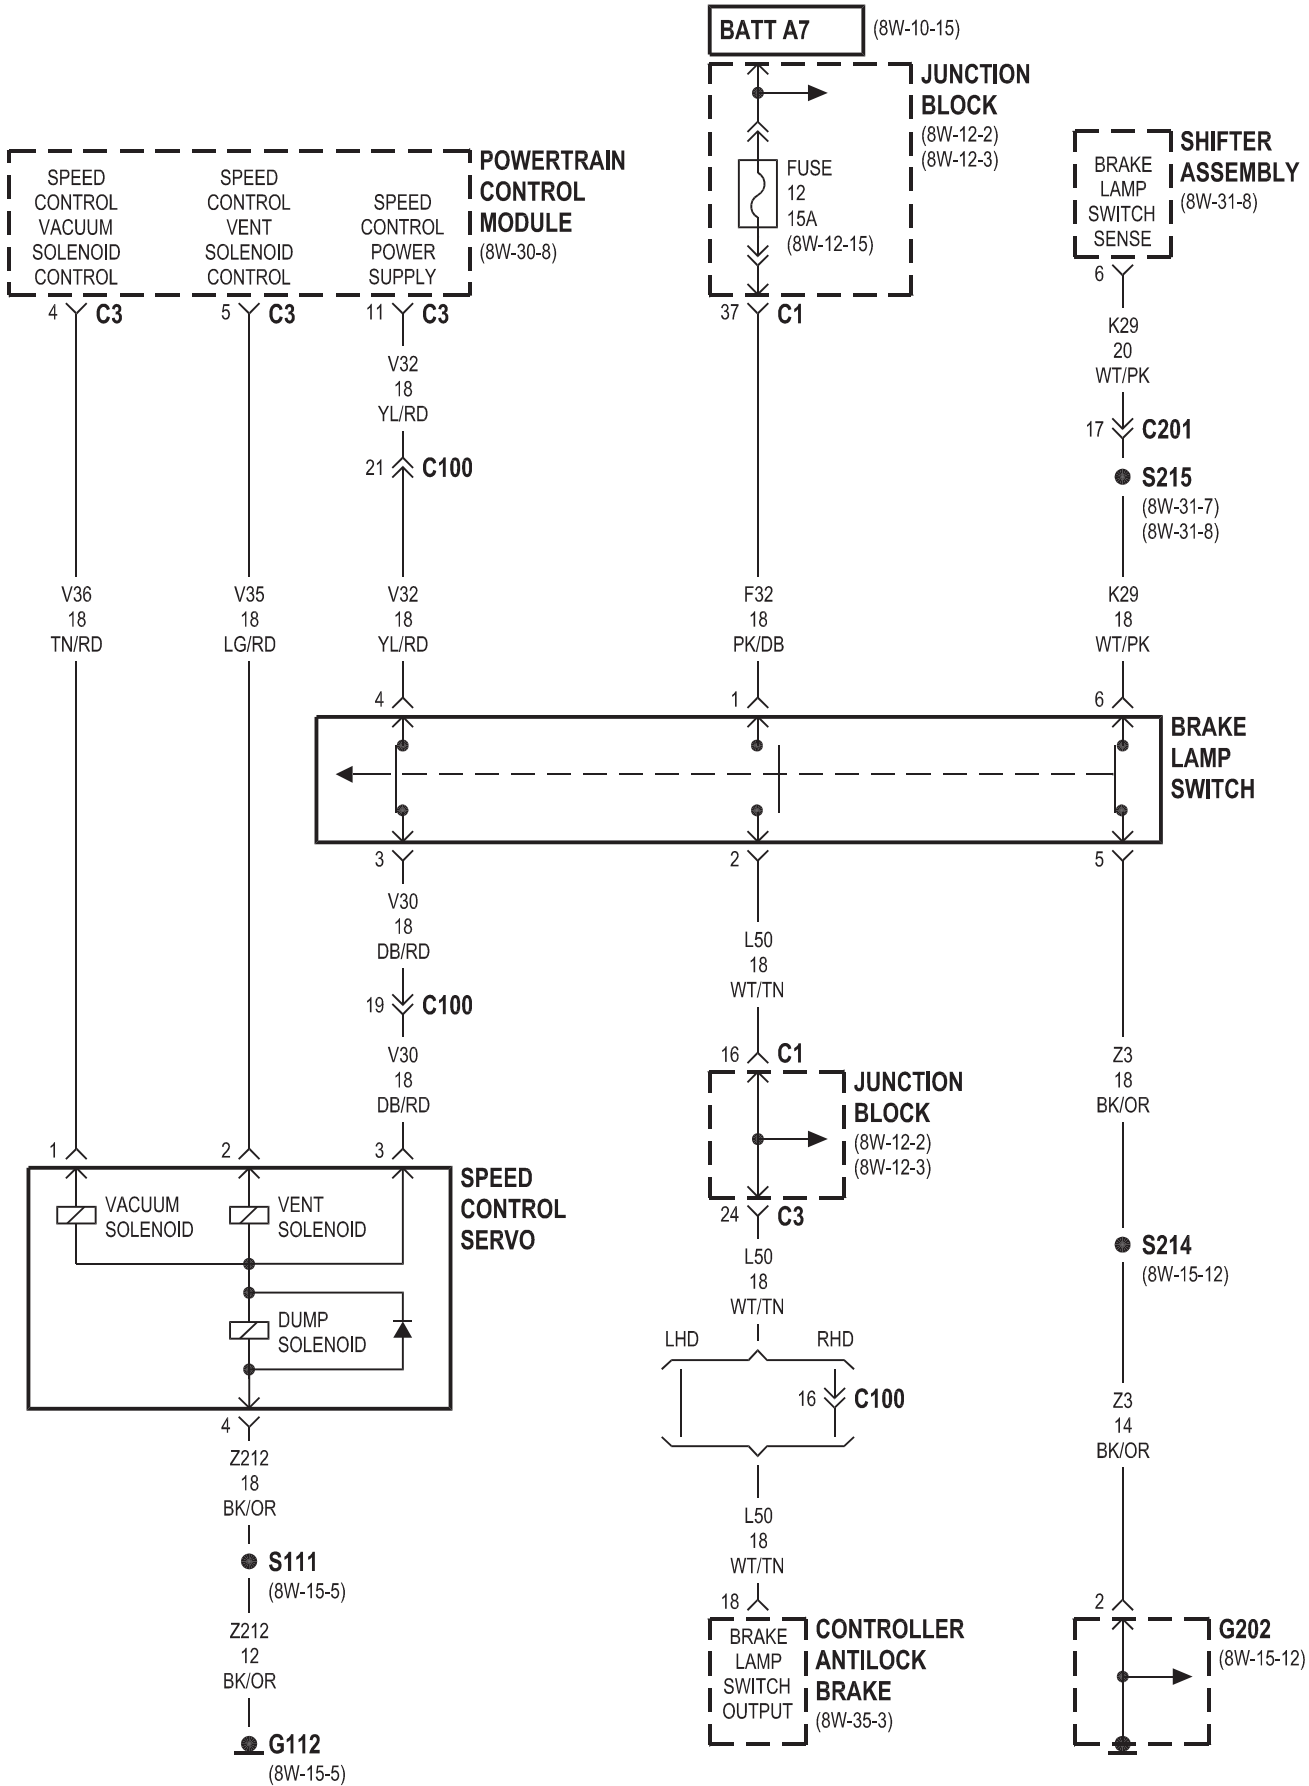 BATT A7
(8W-10-15)
JUNCTION
BLOCK
(8W-12-2)
(8W-12-3)
FUSE
12
15A
(8W-12-15)
37
C1
SHIFTER
ASSEMBLY
(8W-31-8)
BRAKE
LAMP
SWITCH
SENSE
6
K29
20
WT/PK
17
C201
S215
(8W-31-7)
(8W-31-8)
POWERTRAIN
CONTROL
MODULE
(8W-30-8)
SPEED
CONTROL
VACUUM
SOLENOID
CONTROL
SPEED
CONTROL
VENT
SOLENOID
CONTROL
SPEED
CONTROL
POWER
SUPPLY
4
C3
5
C3
11
C3
V32
18
YL/RD
21
C100
V36
18
TN/RD
V35
18
LG/RD
V32
18
YL/RD
F32
18
PK/DB
K29
18
WT/PK
4
1
6
BRAKE
LAMP
SWITCH
3
2
5
V30
18
DB/RD
19
C100
V30
18
DB/RD
L50
18
WT/TN
16
C1
JUNCTION
BLOCK
(8W-12-2)
(8W-12-3)
24
C3
L50
18
WT/TN
LHD
RHD
16
C100
L50
18
WT/TN
18
BRAKE
LAMP
SWITCH
OUTPUT
CONTROLLER
ANTILOCK
BRAKE
(8W-35-3)
Z3
18
BK/OR
S214
(8W-15-12)
Z3
14
BK/OR
2
G202
(8W-15-12)
1
2
3
SPEED
CONTROL
SERVO
VACUUM
SOLENOID
VENT
SOLENOID
DUMP
SOLENOID
4
Z212
18
BK/OR
S111
(8W-15-5)
Z212
12
BK/OR
G112
(8W-15-5)